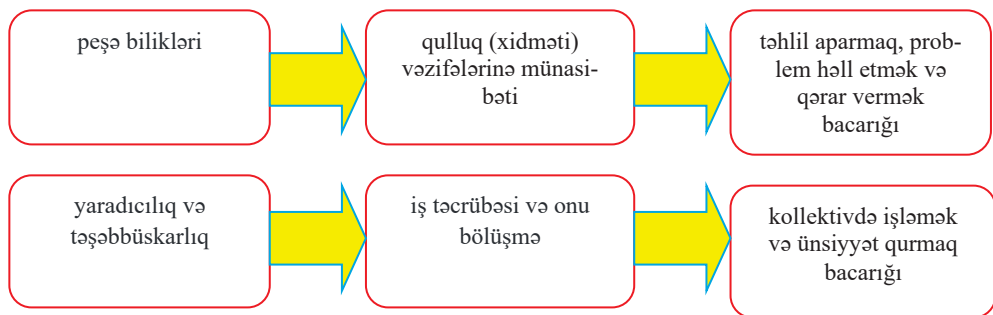 peşə bilikləri
qulluq (xidməti)
vəzifələrinə münasi-
bəti
təhlil aparmaq, prob-
lem həll etmək və
qərar vermək
bacarığı
yaradıcılıq və
təşəbbüskarlıq
iş təcrübəsi və onu
bölüşmə
kollektivdə işləmək
və ünsiyyət qurmaq
bacarığı